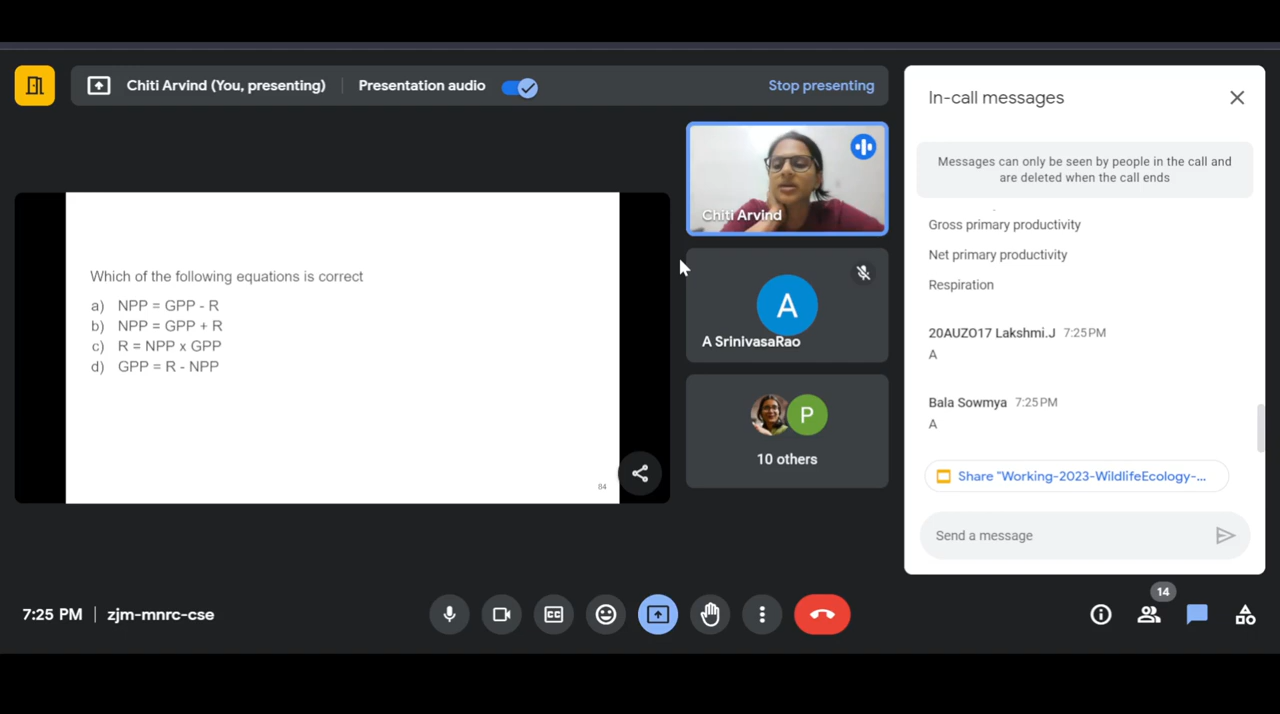 Chiti Arvind (You, presenting)
Presentation audio
Stop presenting
In-call messages
Messages can only be seen by people in the call and
are deleted when the call ends
Gross primary productivity
Net primary productivity
Respiration
20AUZO17 Lakshmi.J 7:25 PM
A
Bala Sowmya 7:25 PM
A
Share "Working-2023-WildlifeEcology-...
Send a message
Which of the following equations is correct
a) NPP = GPP - R
b) NPP = GPP + R
c) R = NPP x GPP
d) GPP = R - NPP
84
Chiti Arvind
A
A SrinivasaRao
P
10 others
7:25 PM | zjm-mnrc-cse
CC
14